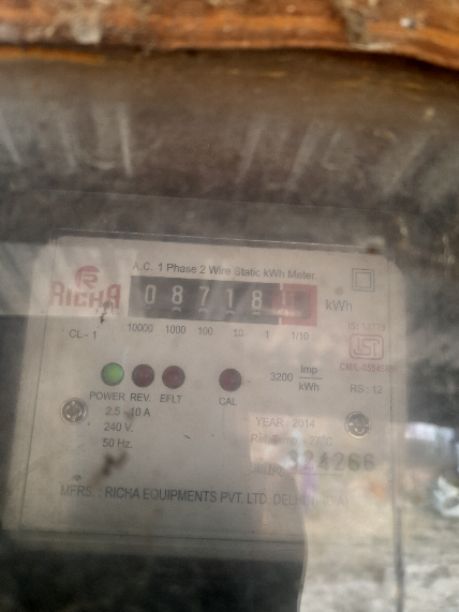 A.C. 1 Phase 2 Wire Static kWh Meter.
RICHA
08718
kWh
CL-1
10000 1000 100 10 1 1/10
3200 Imp/kWh
POWER REV. EFLT CAL
RS: 12
2.5 - 10 A
240 V.
50 Hz.
YEAR: 2014
324266
MFRS. : RICHA EQUIPMENTS PVT. LTD. DELHI